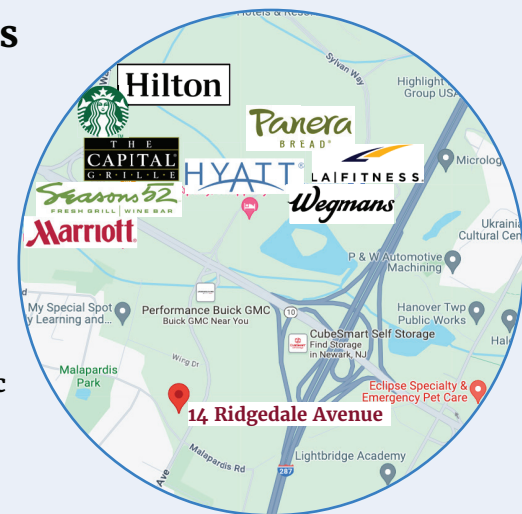 s
Hotels & Reso
Sylvan Way
Hilton
Highlight
Group USA
Panera
BREAD®
THE
CAPITAL
GRILLE
HYATT®
LA|FITNESS.
Microlog
Seasons 52
FRESH GRILL | WINE BAR
Wegmans
Marriott.
Ukrainia
Cultural Cen
P & W Automotive
Machining
My Special Spot
y Learning and...
Performance Buick GMC
Buick GMC Near You
10
Hanover Twp
Public Works
CubeSmart Self Storage
Find Storage
in Newark, NJ
Hal
Wing Dr
Malapardis
Park
c
Eclipse Specialty &
Emergency Pet Care
14 Ridgedale Avenue
Malapardis Rd
Lightbridge Academy
287
Ave